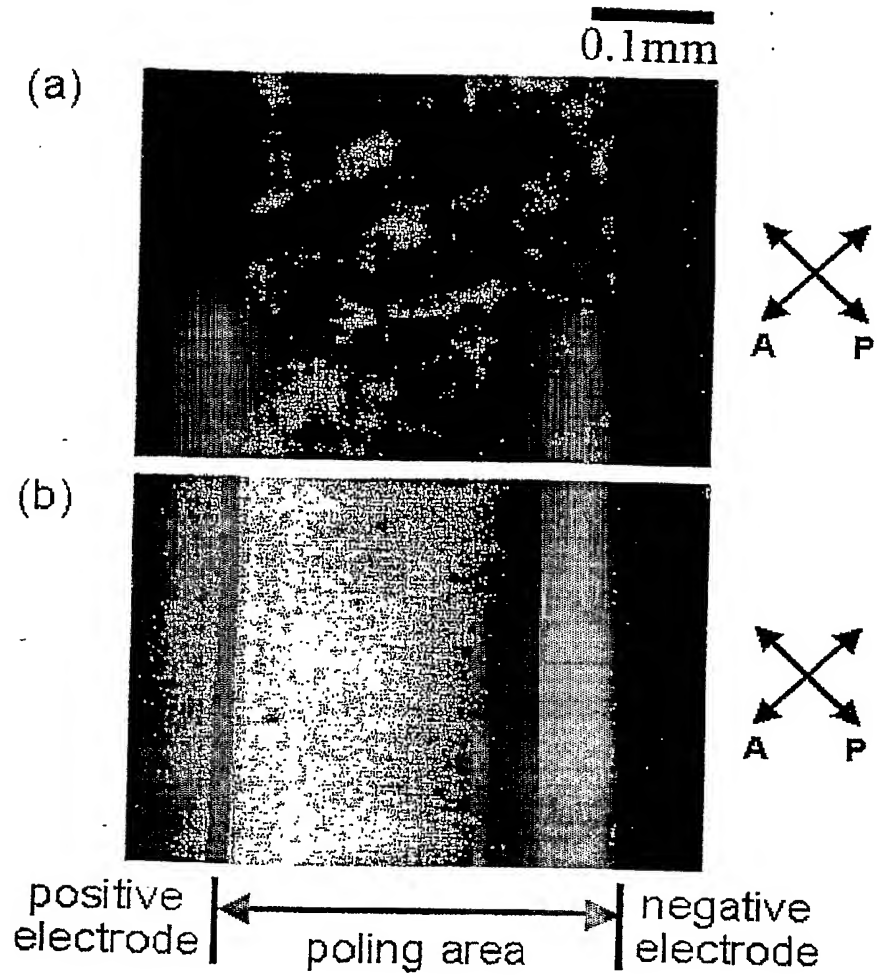 0.1mm
(a)
A P
(b)
A P
positive
electrode
poling area
negative
electrode